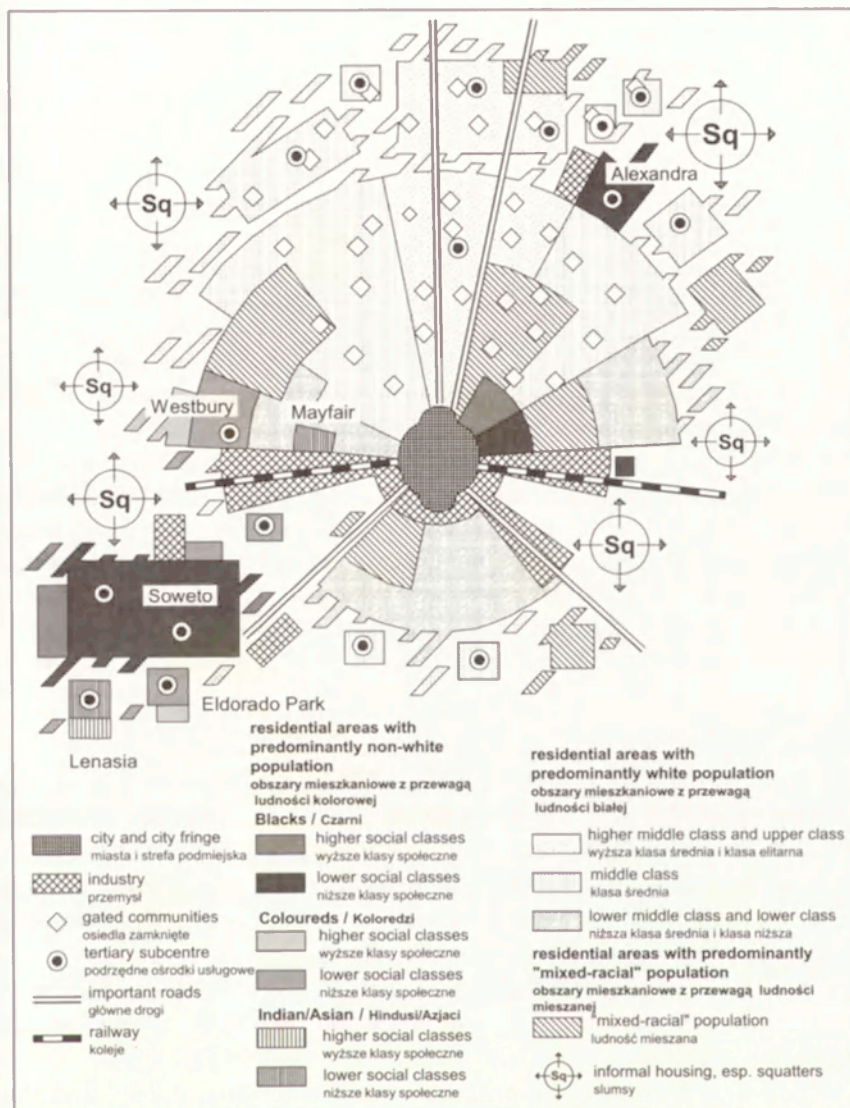 Sq
Alexandra
Sq
Sq
Westbury
Mayfair
Sq
Sq
Sq
Soweto
Eldorado Park
Lenasia
city and city fringe
miasta i strefa podmiejska
industry
przemysł
gated communities
osiedla zamknięte
tertiary subcentre
podrzędne ośrodki usługowe
important roads
główne drogi
railway
koleje
residential areas with
predominantly non-white
population
obszary mieszkaniowe z przewagą
ludności kolorowej
Blacks / Czarni
higher social classes
wyższe klasy społeczne
lower social classes
niższe klasy społeczne
Coloureds / Koloredzi
higher social classes
wyższe klasy społeczne
lower social classes
niższe klasy społeczne
Indian/Asian / Hindusi/Azjaci
higher social classes
wyższe klasy społeczne
lower social classes
niższe klasy społeczne
residential areas with
predominantly white population
obszary mieszkaniowe z przewagą
ludności białej
higher middle class and upper class
wyższa klasa średnia i klasa elitarna
middle class
klasa średnia
lower middle class and lower class
niższa klasa średnia i klasa niższa
residential areas with predominantly
"mixed-racial" population
obszary mieszkaniowe z przewagą ludności
mieszanej
"mixed-racial" population
ludność mieszana
Sq
informal housing, esp. squatters
slumsy